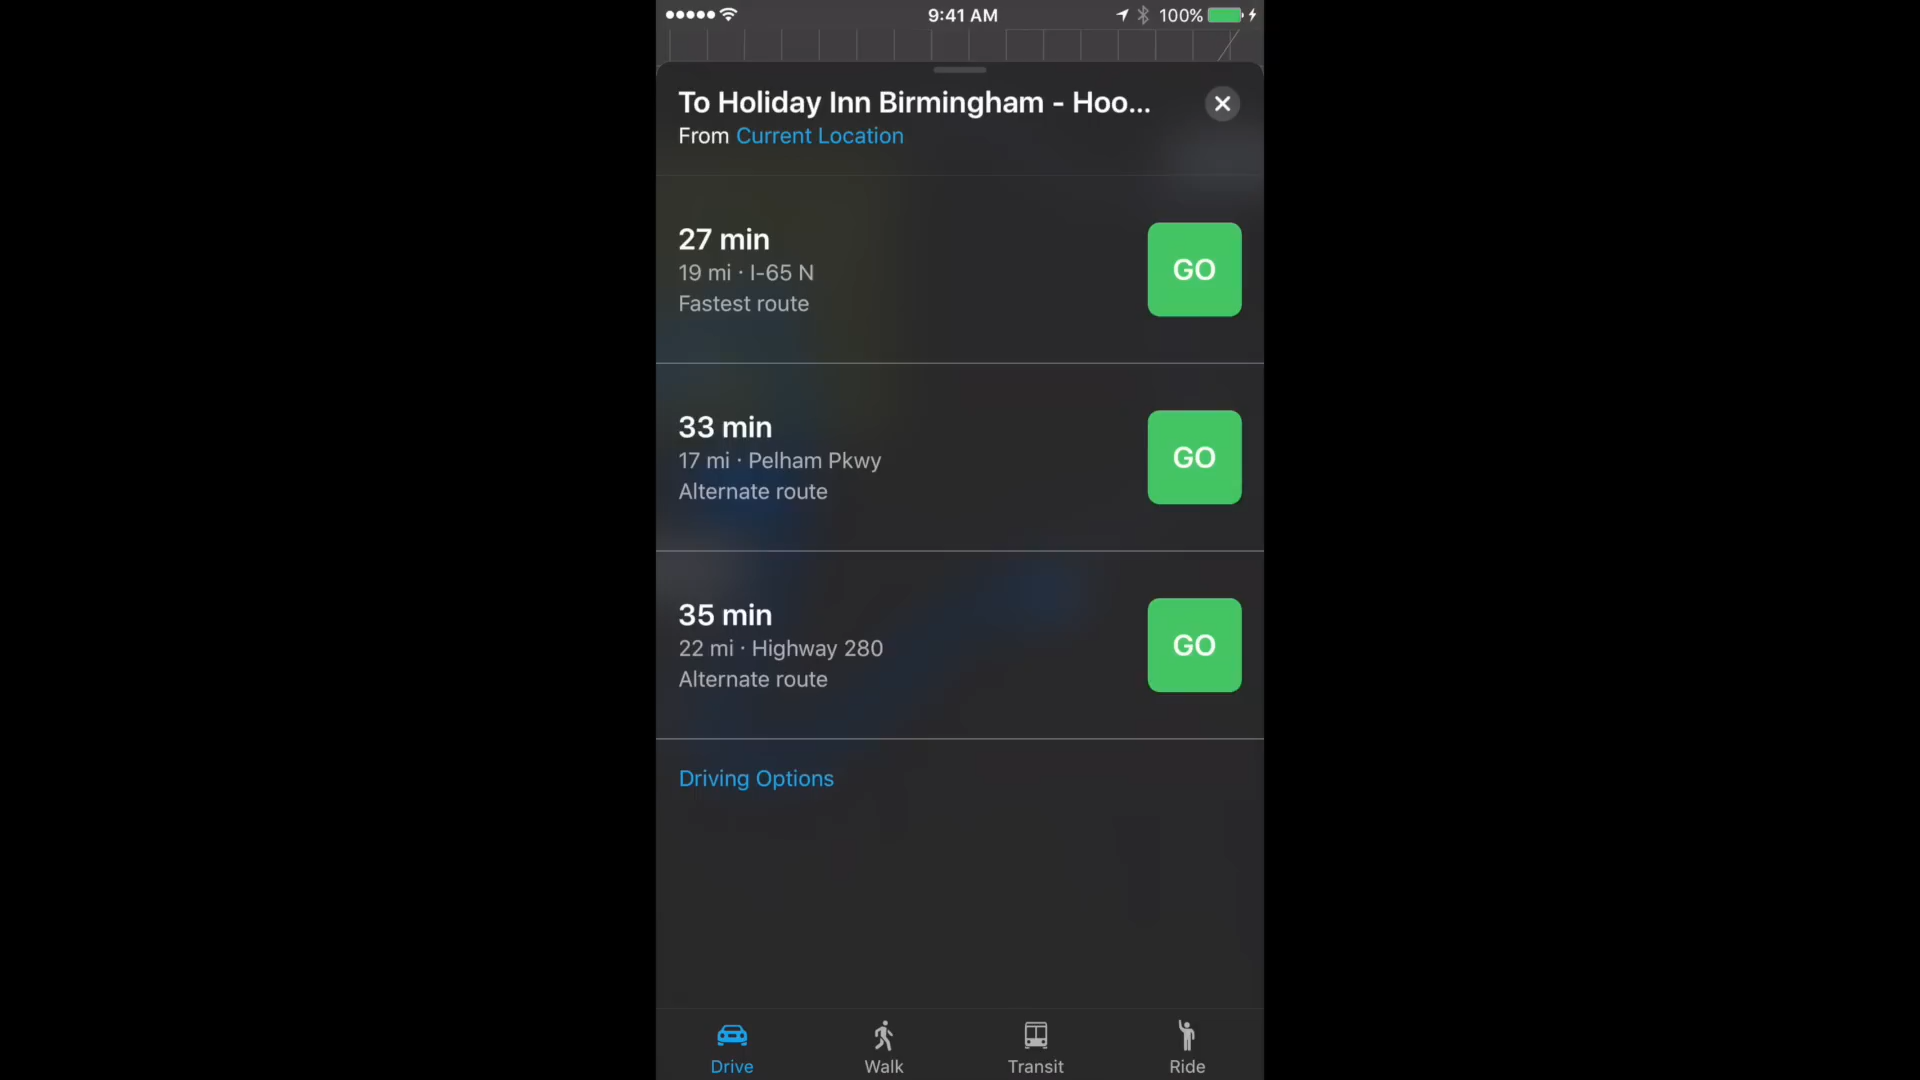 9:41 AM
100%
To Holiday Inn Birmingham - Hoo...
From Current Location
27 min
19 mi · I-65 N
Fastest route
GO
33 min
17 mi · Pelham Pkwy
Alternate route
GO
35 min
22 mi · Highway 280
Alternate route
GO
Driving Options
Drive
Walk
Transit
Ride